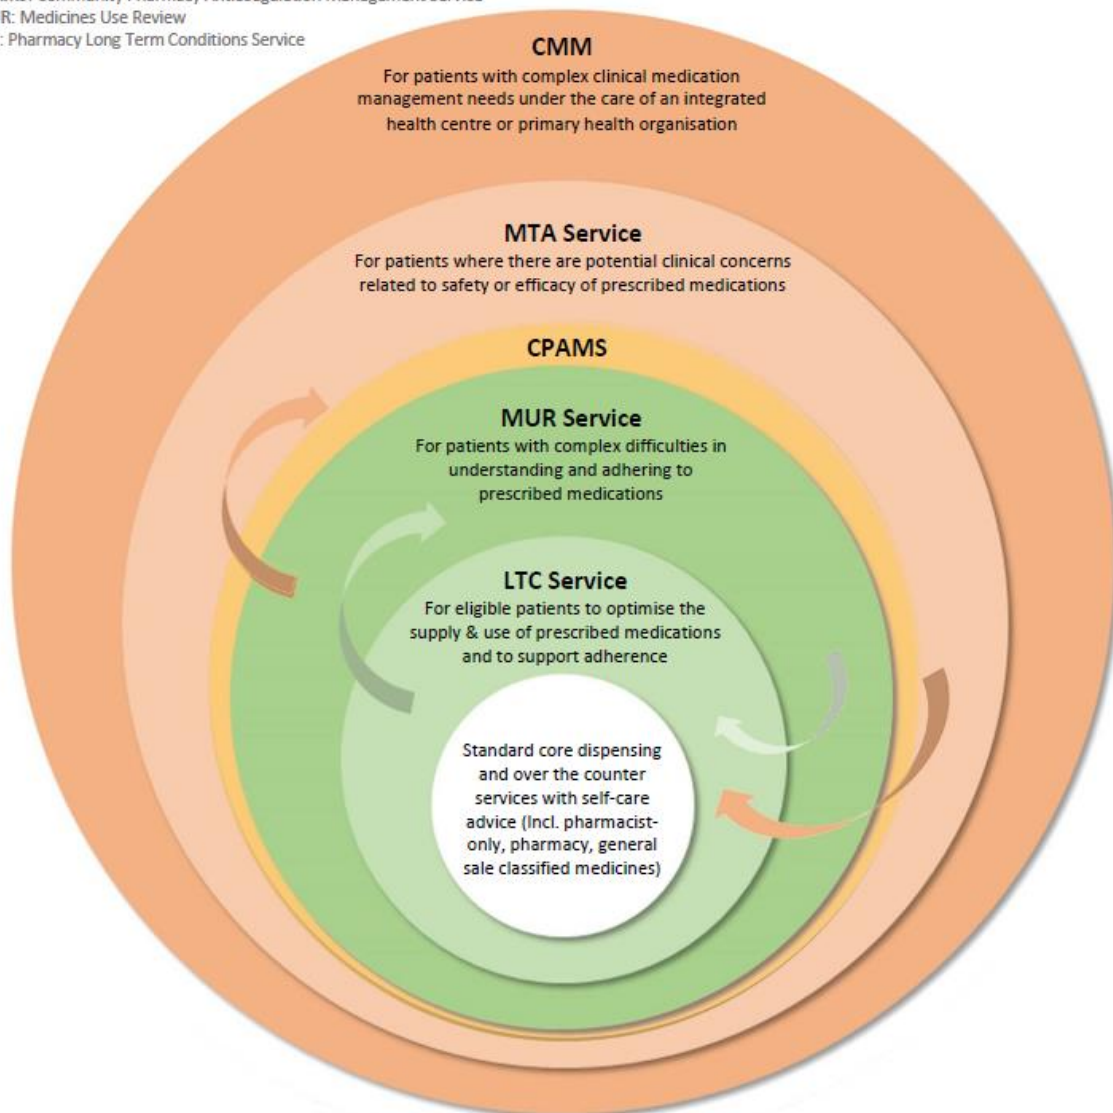 R: Medicines Use Review
: Pharmacy Long Term Conditions Service
CMM
For patients with complex clinical medication
management needs under the care of an integrated
health centre or primary health organisation
MTA Service
For patients where there are potential clinical concerns
related to safety or efficacy of prescribed medications
CPAMS
MUR Service
For patients with complex difficulties in
understanding and adhering to
prescribed medications
LTC Service
For eligible patients to optimise the
supply & use of prescribed medications
and to support adherence
Standard core dispensing
and over the counter
services with self-care
advice (Incl. pharmacist-
only, pharmacy, general
sale classified medicines)